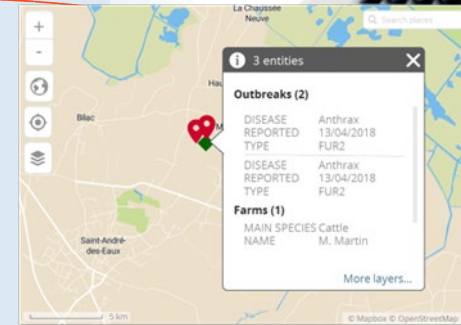 La Chaussée
Neuve
Search places
+
-
3 entities
Outbreaks (2)
DISEASE Anthrax
REPORTED 13/04/2018
TYPE FUR2
DISEASE Anthrax
REPORTED 13/04/2018
TYPE FUR2
Farms (1)
MAIN SPECIES Cattle
NAME M. Martin
More layers...
Hau
Bilac
M
Saint-André-
des-Eaux
5 km
© Mapbox © OpenStreetMap